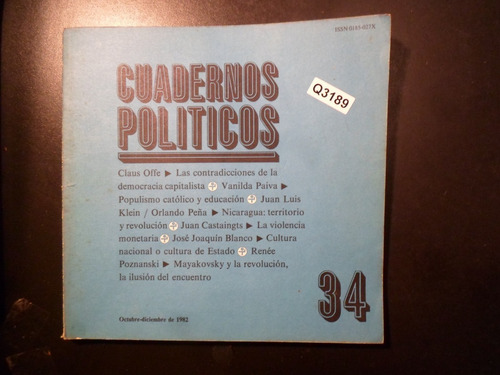 ISSN 0185-027X
CUADERNOS
POLITICOS
Q3189
Claus Offe ▶ Las contradicciones de la
democracia capitalista ✢ Vanilda Paiva ▶
Populismo católico y educación ✢ Juan Luis
Klein / Orlando Peña ▶ Nicaragua: territorio
y revolución ✢ Juan Castaingts ▶ La violencia
monetaria ✢ José Joaquín Blanco ▶ Cultura
nacional o cultura de Estado ✢ Renée
Poznanski ▶ Mayakovsky y la revolución,
la ilusión del encuentro
34
Octubre-diciembre de 1982